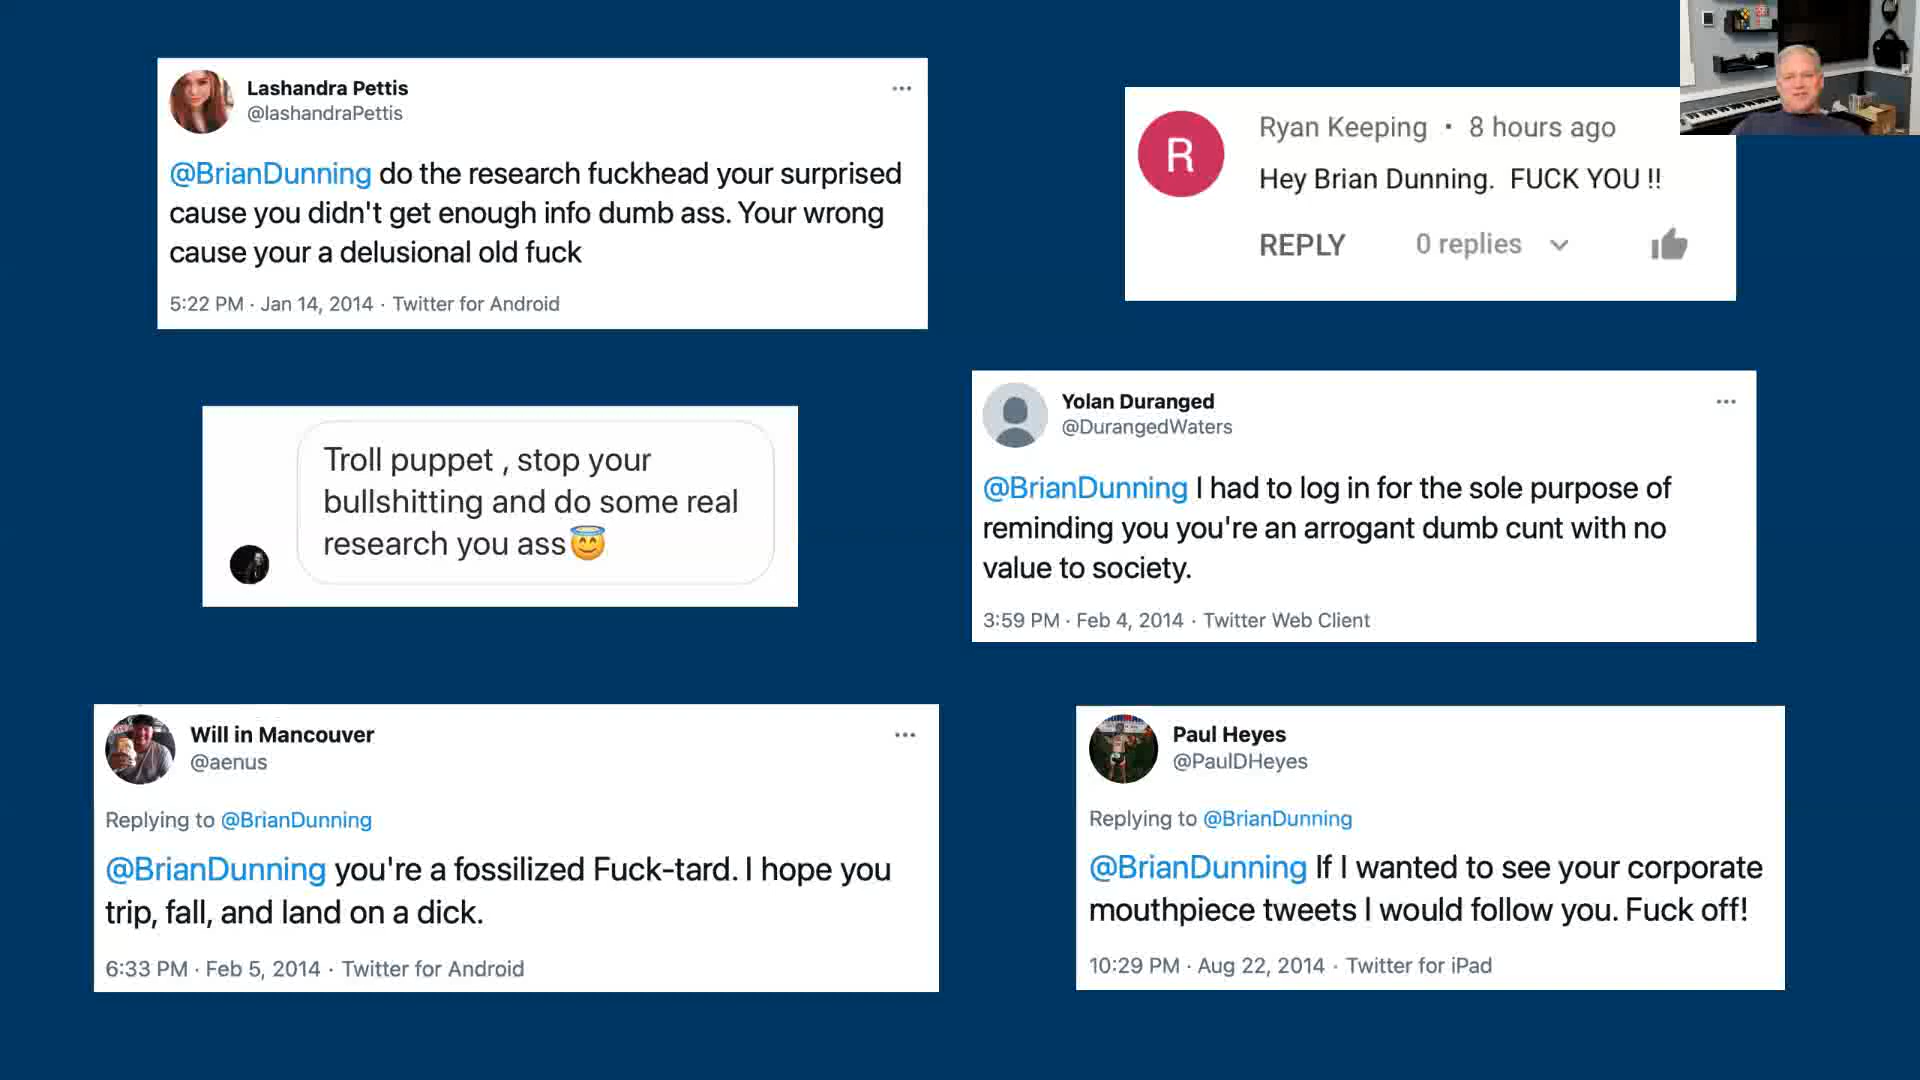 Lashandra Pettis
@lashandraPettis
@BrianDunning do the research fuckhead your surprised
cause you didn't get enough info dumb ass. Your wrong
cause your a delusional old fuck
5:22 PM · Jan 14, 2014 · Twitter for Android
R
Ryan Keeping • 8 hours ago
Hey Brian Dunning. FUCK YOU !!
REPLY 0 replies
Troll puppet , stop your
bullshitting and do some real
research you ass😇
Yolan Duranged
@DurangedWaters
@BrianDunning I had to log in for the sole purpose of
reminding you you're an arrogant dumb cunt with no
value to society.
3:59 PM · Feb 4, 2014 · Twitter Web Client
Will in Mancouver
@aenus
Replying to @BrianDunning
@BrianDunning you're a fossilized Fuck-tard. I hope you
trip, fall, and land on a dick.
6:33 PM · Feb 5, 2014 · Twitter for Android
Paul Heyes
@PaulDHeyes
Replying to @BrianDunning
@BrianDunning If I wanted to see your corporate
mouthpiece tweets I would follow you. Fuck off!
10:29 PM · Aug 22, 2014 · Twitter for iPad